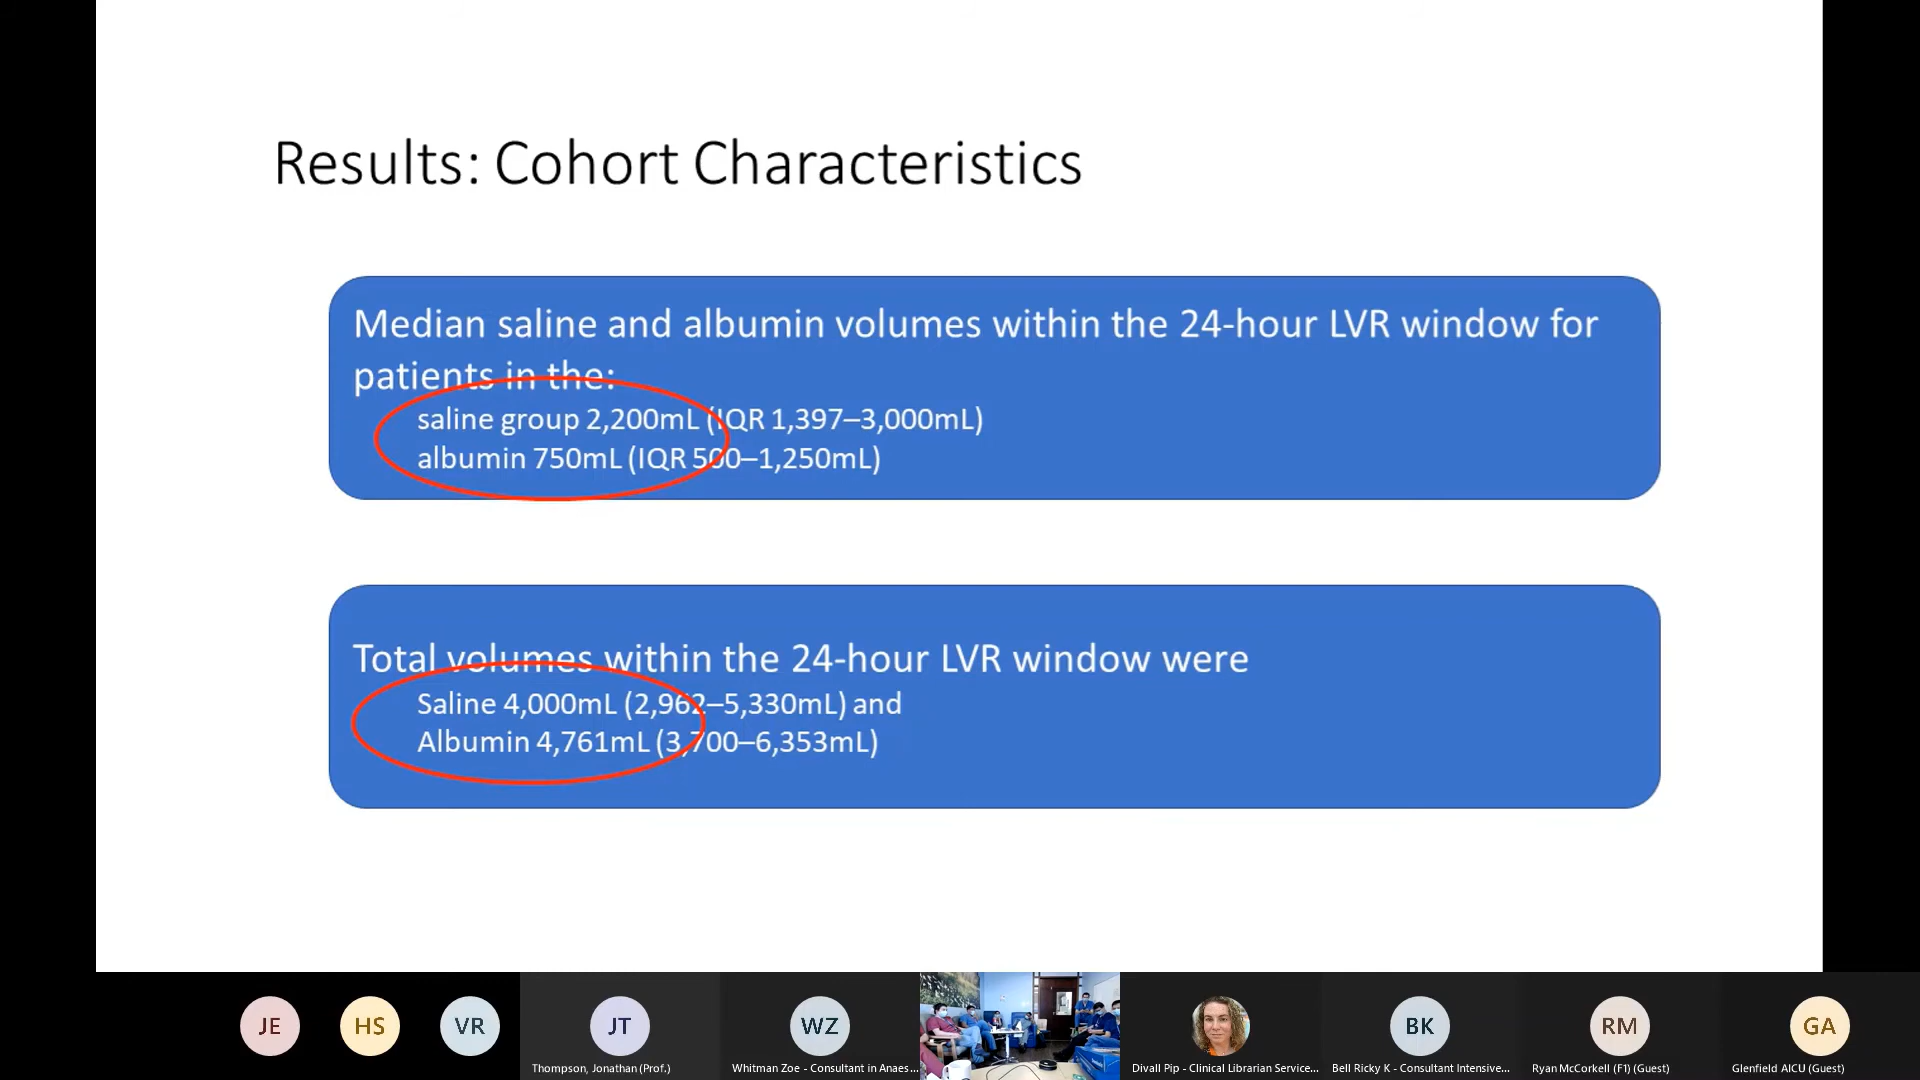 Results: Cohort Characteristics
Median saline and albumin volumes within the 24-hour LVR window for
patients in the:
saline group 2,200mL (IQR 1,397–3,000mL)
albumin 750mL (IQR 500–1,250mL)
Total volumes within the 24-hour LVR window were
Saline 4,000mL (2,962–5,330mL) and
Albumin 4,761mL (3,700–6,353mL)
JE
HS
VR
JT
WZ
BK
RM
GA
Thompson, Jonathan (Prof.)
Whitman Zoe - Consultant in Anaes...
Divall Pip - Clinical Librarian Service...
Bell Ricky K - Consultant Intensive...
Ryan McCorkell (F1) (Guest)
Glenfield AICU (Guest)